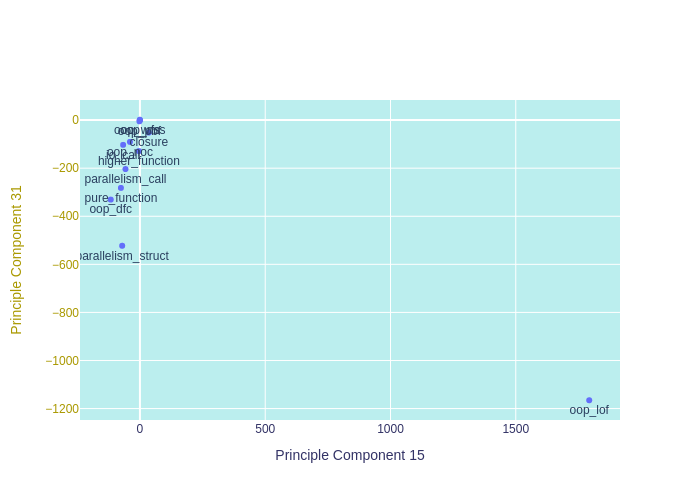 0
closure
higher_function
−200
parallelism_call
pure_function
oop_dfc
−400
parallelism_struct
−600
−800
−1000
−1200
oop_lof
0
500
1000
1500
Principle Component 15
Principle Component 31